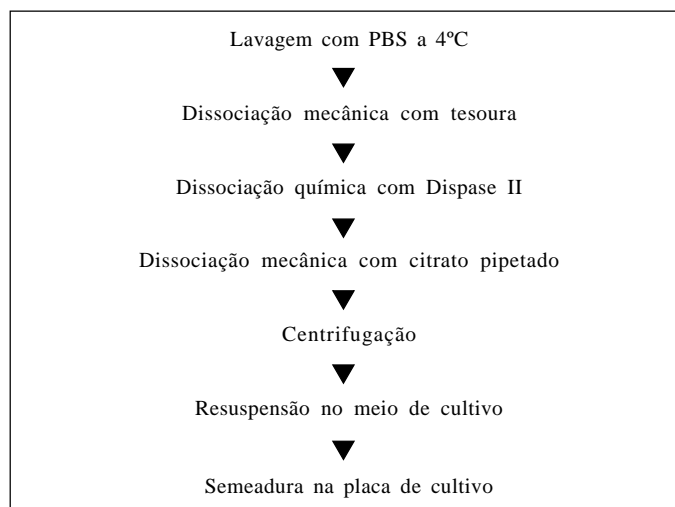 Lavagem com PBS a 4ºC
Dissociação mecânica com tesoura
Dissociação química com Dispase II
Dissociação mecânica com citrato pipetado
Centrifugação
Resuspensão no meio de cultivo
Semeadura na placa de cultivo